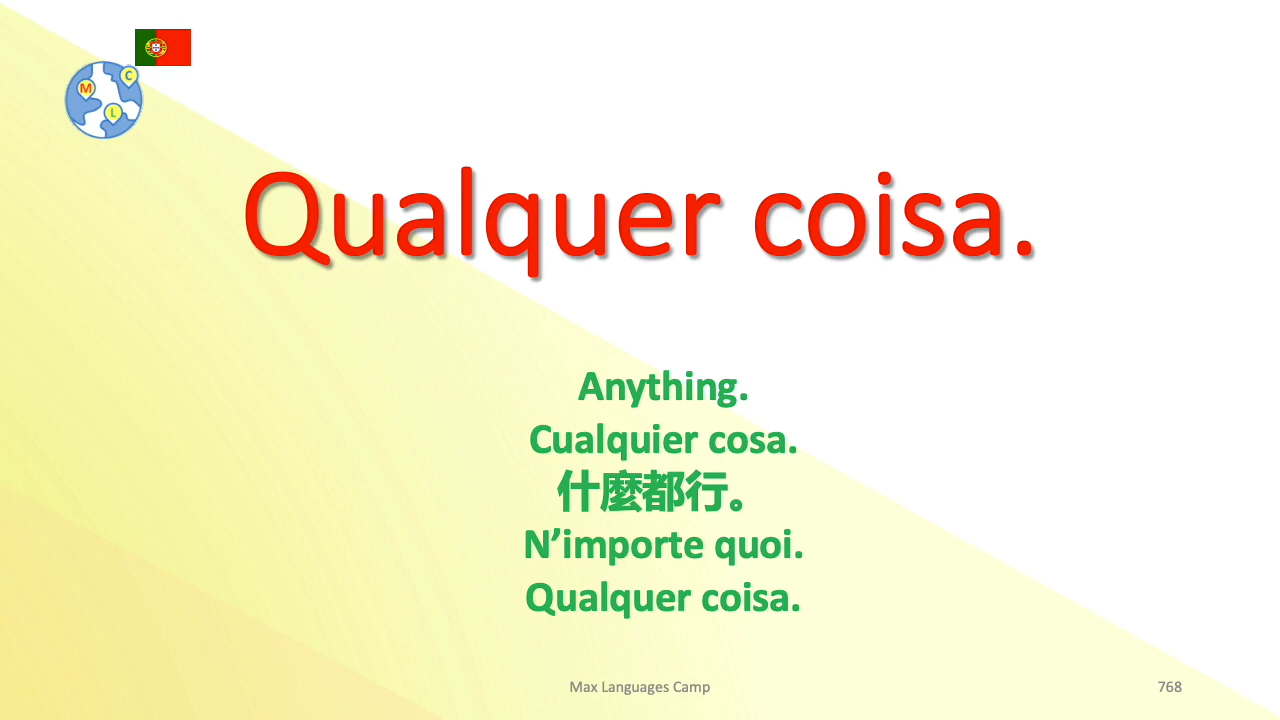 C
M
L
Qualquer coisa.
Anything.
Cualquier cosa.
什麼都行。
N’importe quoi.
Qualquer coisa.
Max Languages Camp
768